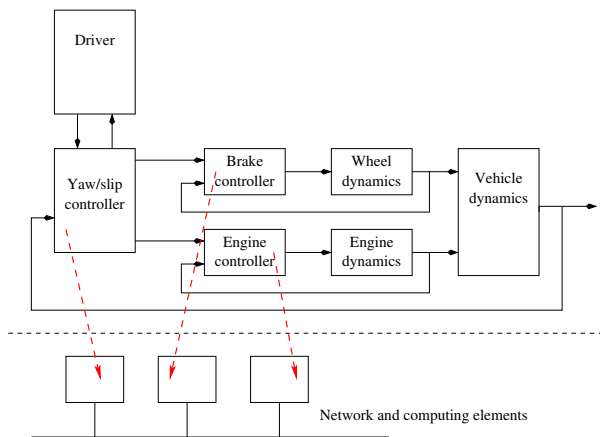 Driver
Yaw/slip
controller
Brake
controller
Wheel
dynamics
Vehicle
dynamics
Engine
controller
Engine
dynamics
Network and computing elements